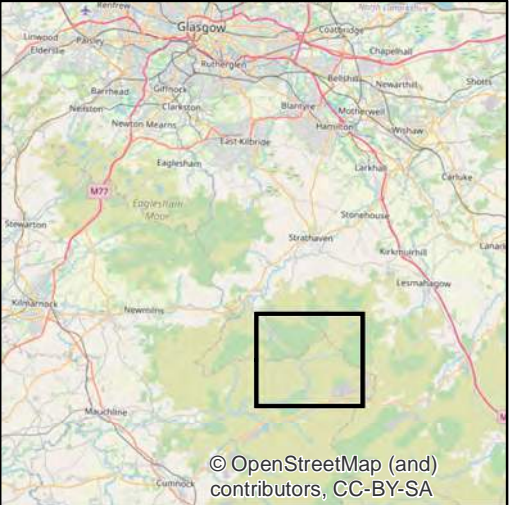 Renfrew
North Lanarkshire
Glasgow
Linwood
Paisley
Coatbridge
Elderslie
Chapelhall
Rutherglen
Bellshill
Newarthill
Shotts
Barrhead
Giffnock
Blantyre
Motherwell
Neilston
Clarkston
Newton Mearns
Hamilton
Wishaw
East Kilbride
Eaglesham
Larkhall
Carluke
M77
Eaglesham
Moor
Stonehouse
Stewarton
Strathaven
Kirkmuirhill
Lanark
Lesmahagow
Kilmarnock
Newmilns
Mauchline
M
Cumnock
© OpenStreetMap (and)
contributors, CC-BY-SA